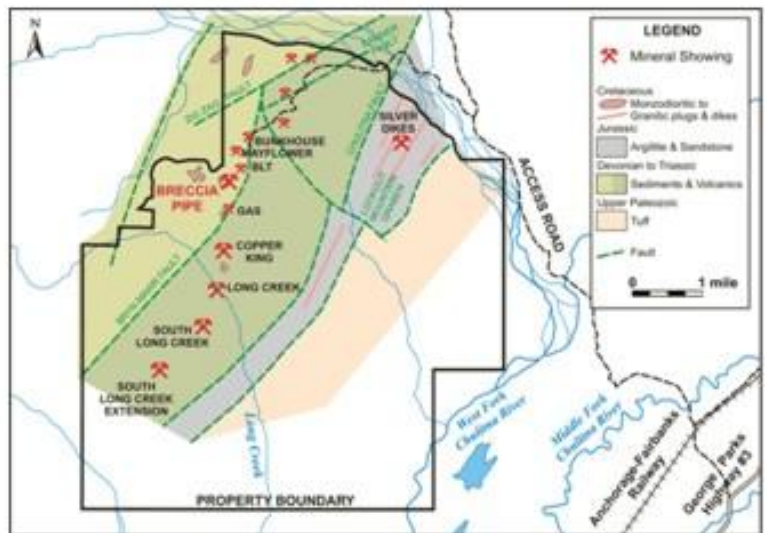 N
LEGEND
Mineral Showing
Cretaceous
Monzodioritic to
Granitic plugs & dikes
Jurassic
Argillite & Sandstone
Devonian to Triassic
Sediments & Volcanics
Upper Paleozoic
Tuff
Fault
0 1 mile
SILVER
DIKES
BUNKHOUSE
MAYFLOWER
BLT
BRECCIA
PIPE
GAS
COPPER
KING
LONG CREEK
SOUTH
LONG CREEK
SOUTH
LONG CREEK
EXTENSION
FAULT
FAULT
ACCESS ROAD
Long Creek
West Fork
Chulitna River
Middle Fork
Chulitna River
Anchorage-Fairbanks
Railway
George Parks
Highway #3
PROPERTY BOUNDARY